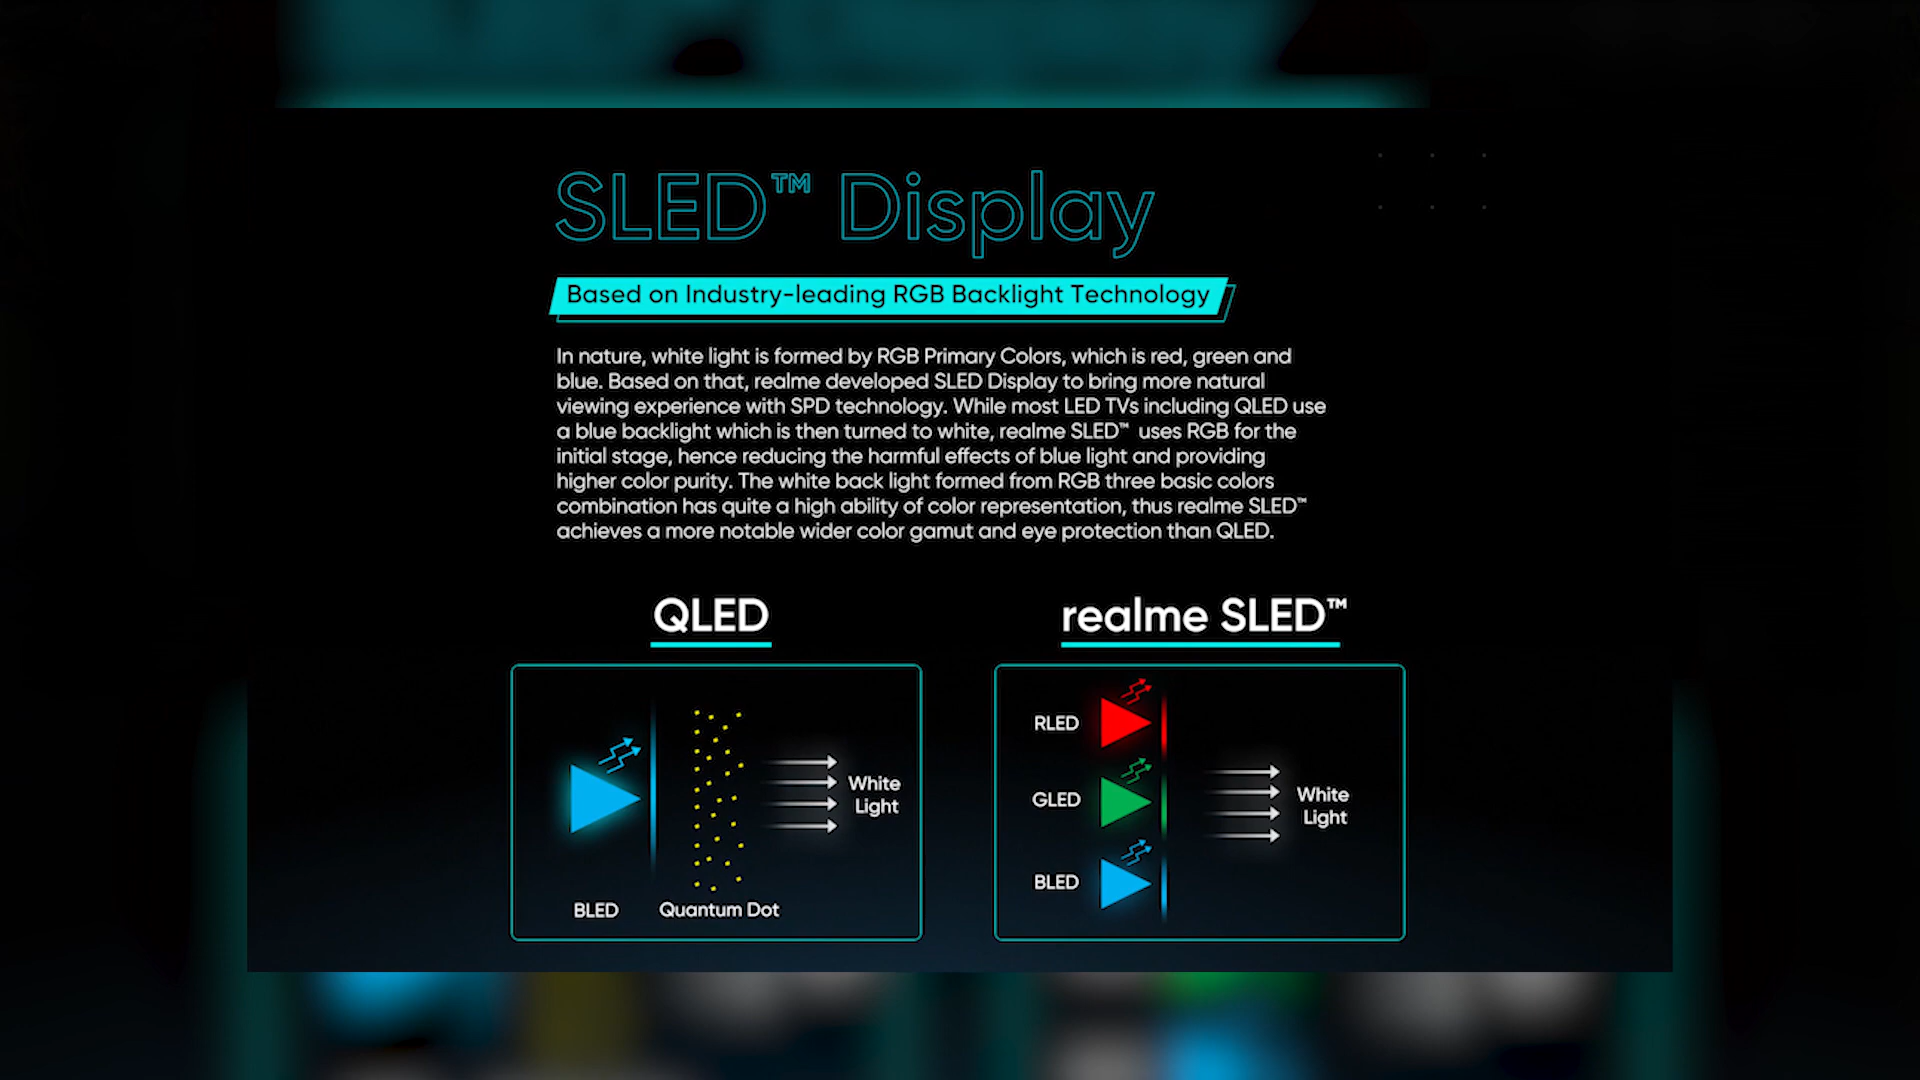 SLED™ Display
Based on Industry-leading RGB Backlight Technology
In nature, white light is formed by RGB Primary Colors, which is red, green and
blue. Based on that, realme developed SLED Display to bring more natural
viewing experience with SPD technology. While most LED TVs including QLED use
a blue backlight which is then turned to white, realme SLED™ uses RGB for the
initial stage, hence reducing the harmful effects of blue light and providing
higher color purity. The white back light formed from RGB three basic colors
combination has quite a high ability of color representation, thus realme SLED™
achieves a more notable wider color gamut and eye protection than QLED.
QLED
White
Light
BLED
Quantum Dot
realme SLED™
RLED
GLED
BLED
White
Light